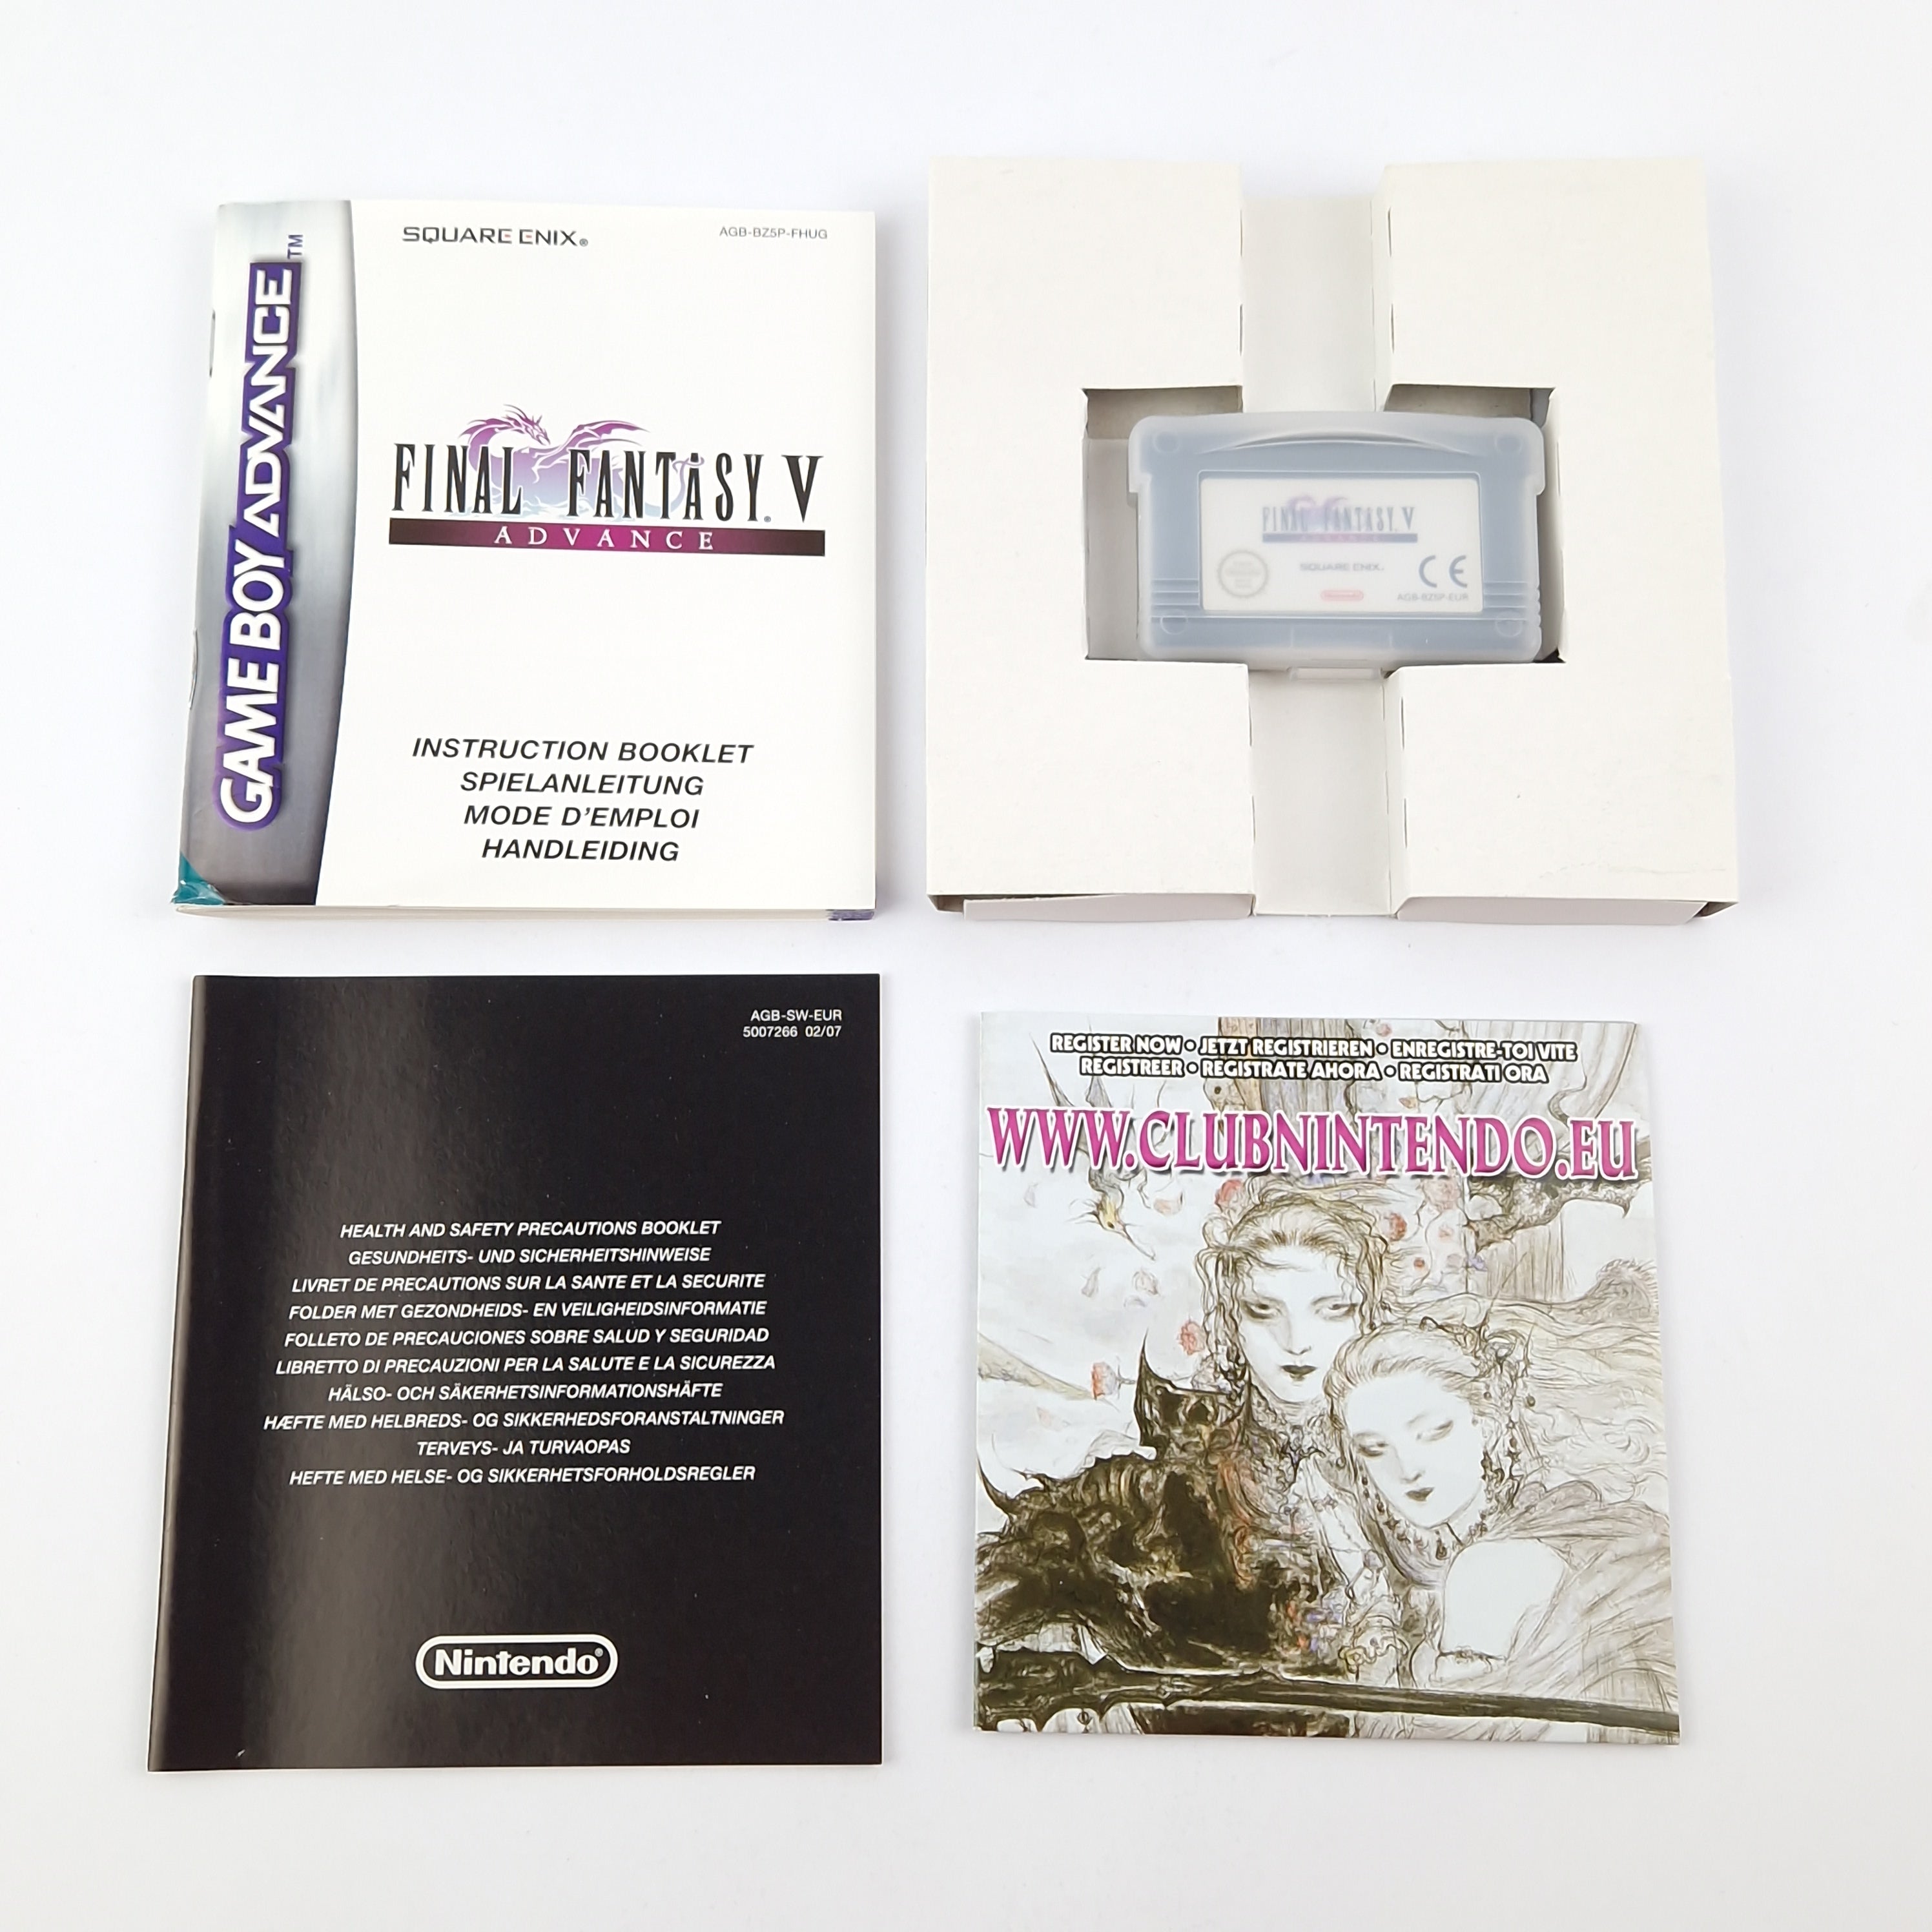 SQUARE ENIX®
AGB-BZ5P-FHUG
GAME BOY ADVANCE™
FINAL FANTASY® V
ADVANCE
INSTRUCTION BOOKLET
SPIELANLEITUNG
MODE D'EMPLOI
HANDLEIDING
FINAL FANTASY® V
ADVANCE
SQUARE ENIX®
CE
Nintendo
AGB-BZ5P-EUR
AGB-SW-EUR
5007266 02/07
HEALTH AND SAFETY PRECAUTIONS BOOKLET
GESUNDHEITS- UND SICHERHEITSHINWEISE
LIVRET DE PRECAUTIONS SUR LA SANTE ET LA SECURITE
FOLDER MET GEZONDHEIDS- EN VEILIGHEIDSINFORMATIE
FOLLETO DE PRECAUCIONES SOBRE SALUD Y SEGURIDAD
LIBRETTO DI PRECAUZIONI PER LA SALUTE E LA SICUREZZA
HÄLSO- OCH SÄKERHETSINFORMATIONSHÄFTE
HÆFTE MED HELBREDS- OG SIKKERHEDSFORANSTALTNINGER
TERVEYS- JA TURVAOPAS
HEFTE MED HELSE- OG SIKKERHETSFORHOLDSREGLER
Nintendo®
REGISTER NOW • JETZT REGISTRIEREN • ENREGISTRE-TOI VITE
REGISTREER • REGISTRATE AHORA • REGISTRATI ORA
WWW.CLUBNINTENDO.EU